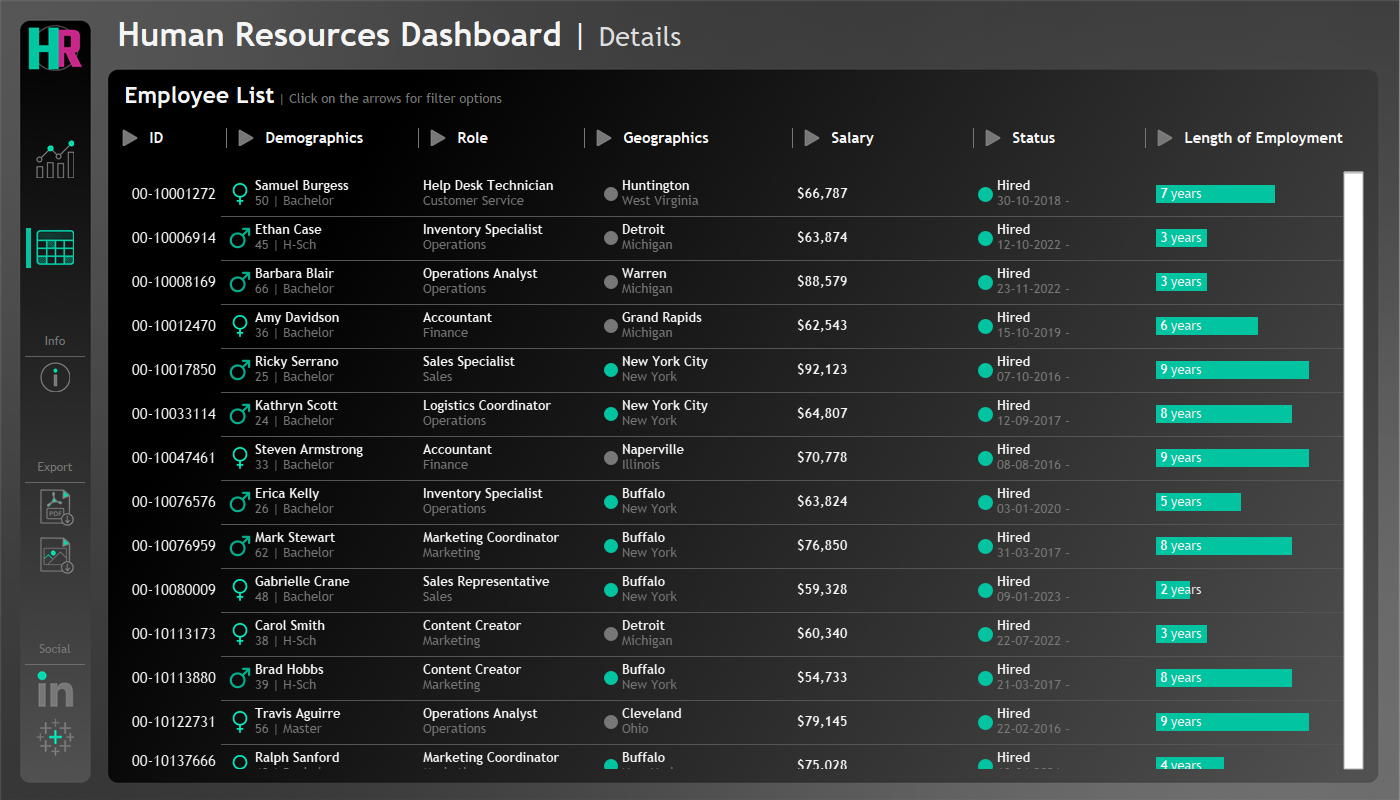 HR
Human Resources Dashboard | Details
Employee List | Click on the arrows for filter options
ID Demographics Role Geographics Salary Status Length of Employment
00-10001272 Samuel Burgess Help Desk Technician Huntington $66,787 Hired 7 years
50 | Bachelor Customer Service West Virginia 30-10-2018 -
00-10006914 Ethan Case Inventory Specialist Detroit $63,874 Hired 3 years
45 | H-Sch Operations Michigan 12-10-2022 -
00-10008169 Barbara Blair Operations Analyst Warren $88,579 Hired 3 years
66 | Bachelor Operations Michigan 23-11-2022 -
00-10012470 Amy Davidson Accountant Grand Rapids $62,543 Hired 6 years
36 | Bachelor Finance Michigan 15-10-2019 -
Info
00-10017850 Ricky Serrano Sales Specialist New York City $92,123 Hired 9 years
25 | Bachelor Sales New York 07-10-2016 -
00-10033114 Kathryn Scott Logistics Coordinator New York City $64,807 Hired 8 years
24 | Bachelor Operations New York 12-09-2017 -
00-10047461 Steven Armstrong Accountant Naperville $70,778 Hired 9 years
33 | Bachelor Finance Illinois 08-08-2016 -
Export
00-10076576 Erica Kelly Inventory Specialist Buffalo $63,824 Hired 5 years
26 | Bachelor Operations New York 03-01-2020 -
PDF
00-10076959 Mark Stewart Marketing Coordinator Buffalo $76,850 Hired 8 years
62 | Bachelor Marketing New York 31-03-2017 -
00-10080009 Gabrielle Crane Sales Representative Buffalo $59,328 Hired 2 years
48 | Bachelor Sales New York 09-01-2023 -
00-10113173 Carol Smith Content Creator Detroit $60,340 Hired 3 years
38 | H-Sch Marketing Michigan 22-07-2022 -
Social
00-10113880 Brad Hobbs Content Creator Buffalo $54,733 Hired 8 years
39 | H-Sch Marketing New York 21-03-2017 -
in
00-10122731 Travis Aguirre Operations Analyst Cleveland $79,145 Hired 9 years
56 | Master Operations Ohio 22-02-2016 -
00-10137666 Ralph Sanford Marketing Coordinator Buffalo $75,028 Hired 4 years